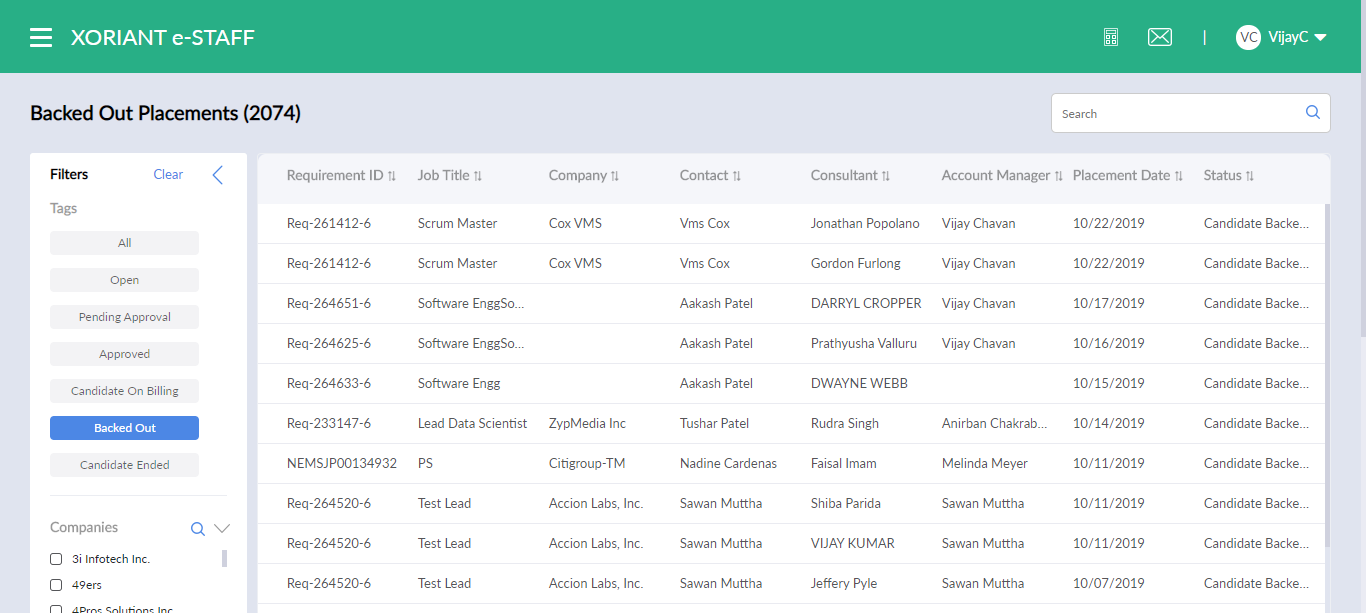 XORIANT e-STAFF
|
VC VijayC
Backed Out Placements (2074)
Search
Filters Clear
Tags
All
Open
Pending Approval
Approved
Candidate On Billing
Backed Out
Candidate Ended
Companies
3i Infotech Inc.
49ers
4Pros Solutions Inc
Requirement ID Job Title Company Contact Consultant Account Manager Placement Date Status
Req-261412-6 Scrum Master Cox VMS Vms Cox Jonathan Popolano Vijay Chavan 10/22/2019 Candidate Backe...
Req-261412-6 Scrum Master Cox VMS Vms Cox Gordon Furlong Vijay Chavan 10/22/2019 Candidate Backe...
Req-264651-6 Software EnggSo... Aakash Patel DARRYL CROPPER Vijay Chavan 10/17/2019 Candidate Backe...
Req-264625-6 Software EnggSo... Aakash Patel Prathyusha Valluru Vijay Chavan 10/16/2019 Candidate Backe...
Req-264633-6 Software Engg Aakash Patel DWAYNE WEBB 10/15/2019 Candidate Backe...
Req-233147-6 Lead Data Scientist ZypMedia Inc Tushar Patel Rudra Singh Anirban Chakrab... 10/14/2019 Candidate Backe...
NEMSJP00134932 PS Citigroup-TM Nadine Cardenas Faisal Imam Melinda Meyer 10/11/2019 Candidate Backe...
Req-264520-6 Test Lead Accion Labs, Inc. Sawan Muttha Shiba Parida Sawan Muttha 10/11/2019 Candidate Backe...
Req-264520-6 Test Lead Accion Labs, Inc. Sawan Muttha VIJAY KUMAR Sawan Muttha 10/11/2019 Candidate Backe...
Req-264520-6 Test Lead Accion Labs, Inc. Sawan Muttha Jeffery Pyle Sawan Muttha 10/07/2019 Candidate Backe...